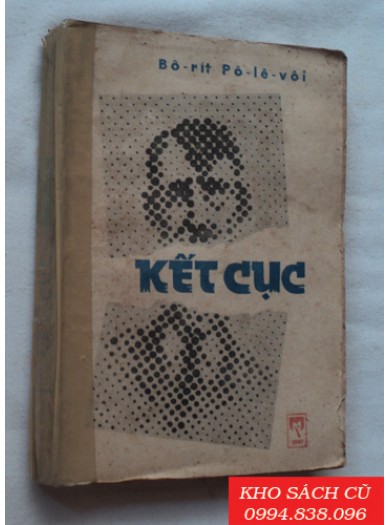 Bô-rít Pô-lê-vôi
KẾT CỤC
KHO SÁCH CŨ
0994.838.096